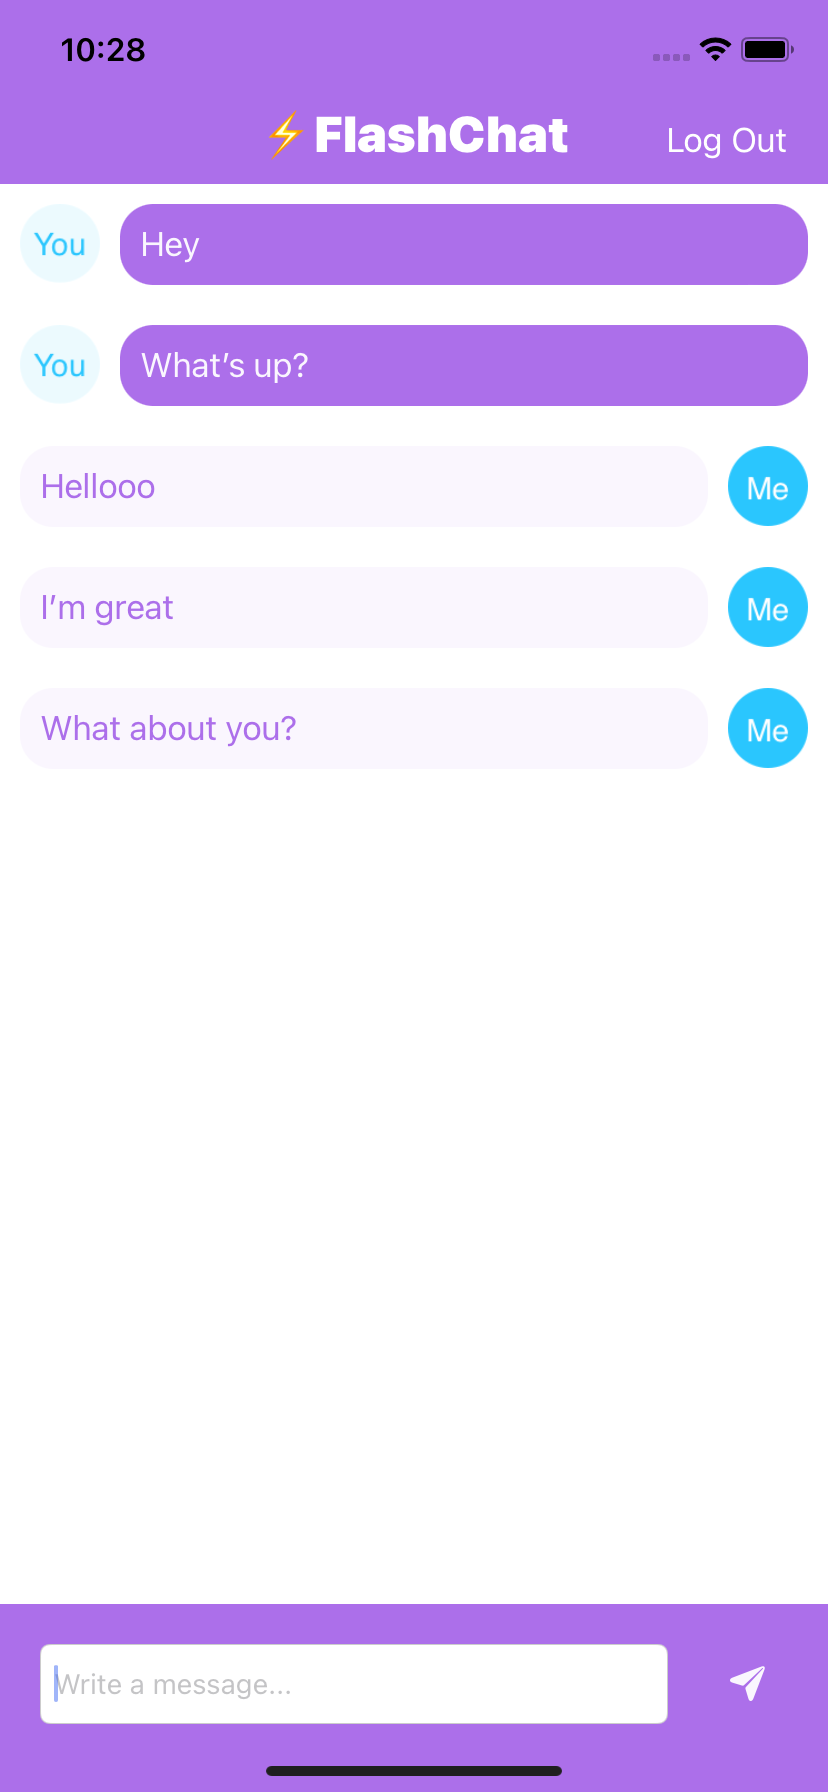 10:28
⚡️FlashChat
Log Out
You
Hey
You
What’s up?
Hellooo
Me
I’m great
Me
What about you?
Me
Write a message...